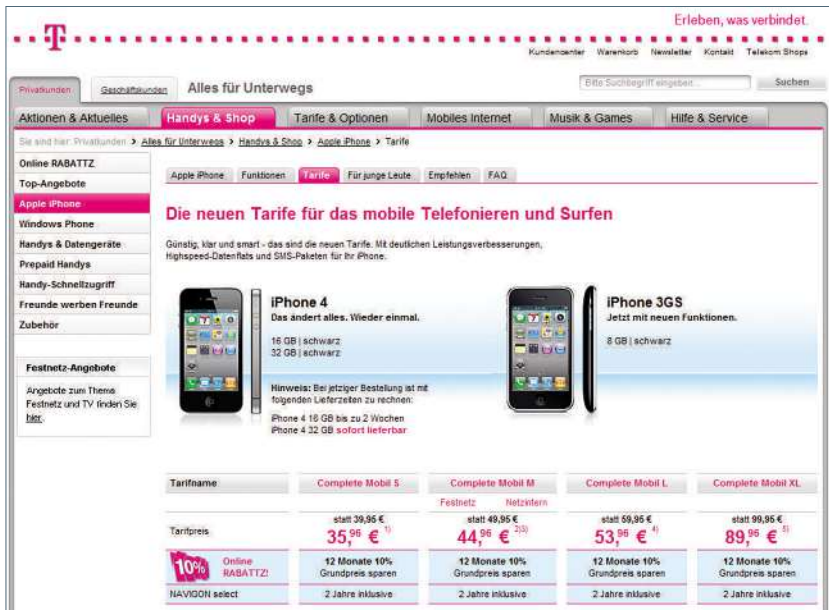 Erleben, was verbindet.
T
Kundencenter Warenkorb Newsletter Kontakt Telekom Shops
Privatkunden Geschäftskunden Alles für Unterwegs Bitte Suchbegriff eingeben... Suchen
Aktionen & Aktuelles Handys & Shop Tarife & Optionen Mobiles Internet Musik & Games Hilfe & Service
Sie sind hier: Privatkunden > Alles für Unterwegs > Handys & Shop > Apple iPhone > Tarife
Online RABATTZ
Top-Angebote
Apple iPhone
Windows Phone
Handys & Datengeräte
Prepaid Handys
Handy-Schnellzugriff
Freunde werben Freunde
Zubehör
Festnetz-Angebote
Angebote zum Thema
Festnetz und TV finden Sie
hier.
Apple iPhone Funktionen Tarife Für junge Leute Empfehlen FAQ
Die neuen Tarife für das mobile Telefonieren und Surfen
Günstig, klar und smart - das sind die neuen Tarife. Mit deutlichen Leistungsverbesserungen,
Highspeed-Datenflats und SMS-Paketen für Ihr iPhone.
iPhone 4
Das ändert alles. Wieder einmal.
16 GB | schwarz
32 GB | schwarz
Hinweis: Bei jetziger Bestellung ist mit
folgenden Lieferzeiten zu rechnen:
iPhone 4 16 GB bis zu 2 Wochen
iPhone 4 32 GB sofort lieferbar
iPhone 3GS
Jetzt mit neuen Funktionen.
8 GB | schwarz
Tarifname Complete Mobil S Complete Mobil M Complete Mobil L Complete Mobil XL
Festnetz Netzintern
statt 39,95 € statt 49,95 € statt 59,95 € statt 99,95 €
Tarifpreis 35,96 € 1) 44,96 € 2)3) 53,96 € 4) 89,96 € 5)
10% Online RABATTZ! 12 Monate 10% 12 Monate 10% 12 Monate 10% 12 Monate 10%
Grundpreis sparen Grundpreis sparen Grundpreis sparen Grundpreis sparen
NAVIGON select 2 Jahre inklusive 2 Jahre inklusive 2 Jahre inklusive 2 Jahre inklusive